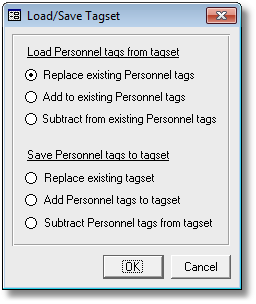 Load/Save Tagset
Load Personnel tags from tagset
Replace existing Personnel tags
Add to existing Personnel tags
Subtract from existing Personnel tags
Save Personnel tags to tagset
Replace existing tagset
Add Personnel tags to tagset
Subtract Personnel tags from tagset
OK Cancel